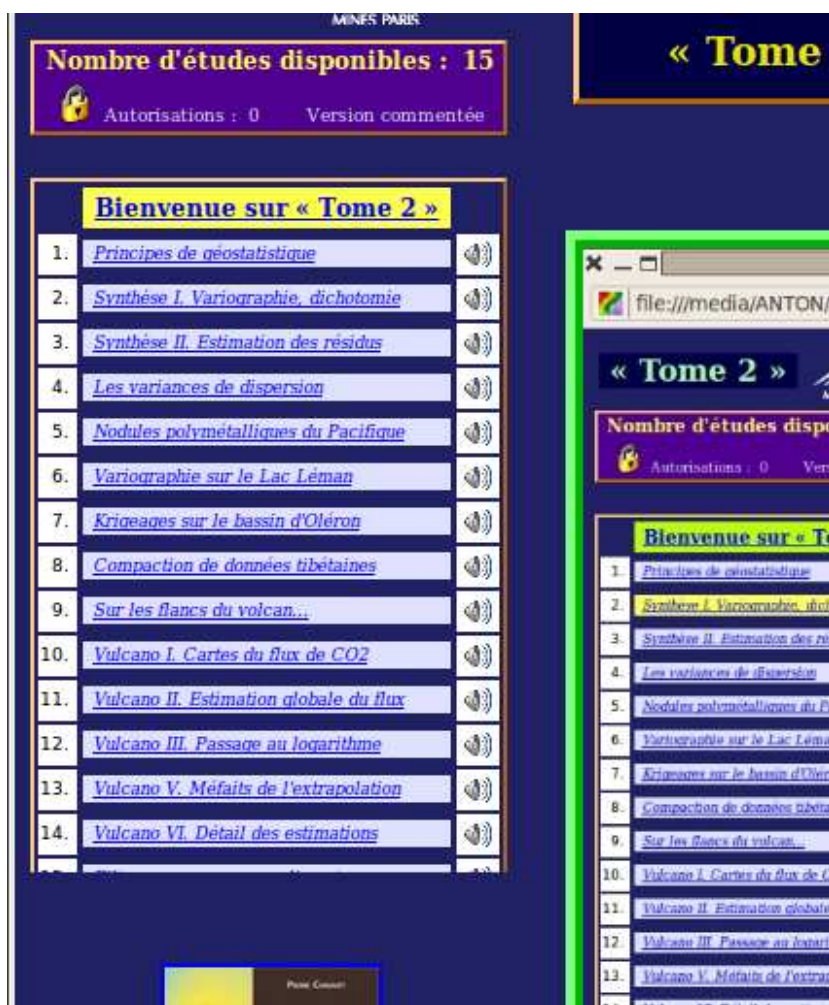 MINES PARIS
Nombre d'études disponibles : 15
Autorisations : 0 Version commentée
Bienvenue sur « Tome 2 »
1. Principes de géostatistique
2. Synthèse I. Variographie, dichotomie
3. Synthèse II. Estimation des résidus
4. Les variances de dispersion
5. Nodules polymétalliques du Pacifique
6. Variographie sur le Lac Léman
7. Krigeages sur le bassin d'Oléron
8. Compaction de données tibétaines
9. Sur les flancs du volcan...
10. Vulcano I. Cartes du flux de CO2
11. Vulcano II. Estimation globale du flux
12. Vulcano III. Passage au logarithme
13. Vulcano V. Méfaits de l'extrapolation
14. Vulcano VI. Détail des estimations
« Tome
file:///media/ANTON/
« Tome 2 »
Nombre d'études dispo
Autorisations : 0 Ver
Bienvenue sur « To
1. Principes de géostatistique
2. Synthèse I. Variographie, dich
3. Synthèse II. Estimation des ré
4. Les variances de dispersion
5. Nodules polymétalliques du P
6. Variographie sur le Lac Léma
7. Krigeages sur le bassin d'Olér
8. Compaction de données tibéta
9. Sur les flancs du volcan...
10. Vulcano I. Cartes du flux de C
11. Vulcano II. Estimation globale
12. Vulcano III. Passage au logari
13. Vulcano V. Méfaits de l'extrap